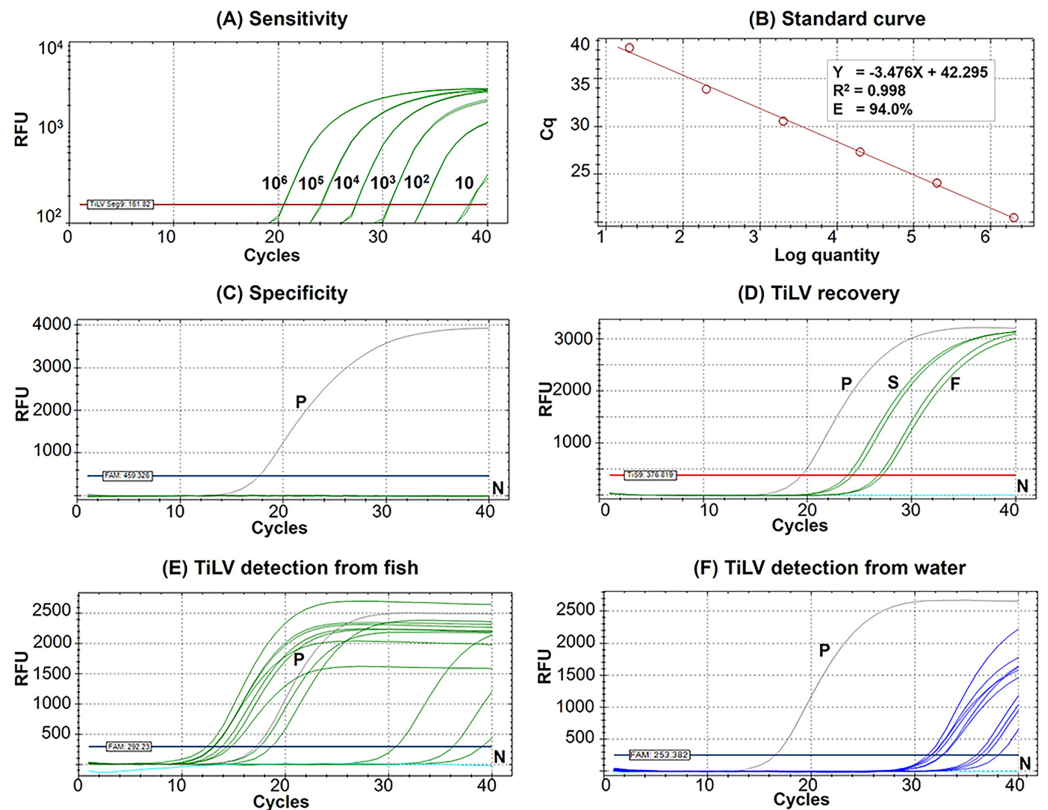 (A) Sensitivity
RFU
10⁴
10³
10²
10⁶ 10⁵ 10⁴ 10³ 10² 10
TiLV Seg9: 161.82
0 10 20 30 40
Cycles
(B) Standard curve
Cq
40
35
30
25
Y = -3.476X + 42.295
R² = 0.998
E = 94.0%
1 2 3 4 5 6
Log quantity
(C) Specificity
RFU
4000
3000
2000
1000
P
FAM: 459.326
N
0 10 20 30 40
Cycles
(D) TiLV recovery
RFU
3000
2000
1000
P S F
TiS9: 376.819
N
0 10 20 30 40
Cycles
(E) TiLV detection from fish
RFU
2500
2000
1500
1000
500
P
FAM: 292.23
N
0 10 20 30 40
Cycles
(F) TiLV detection from water
RFU
2500
2000
1500
1000
500
P
FAM: 253.382
N
0 10 20 30 40
Cycles